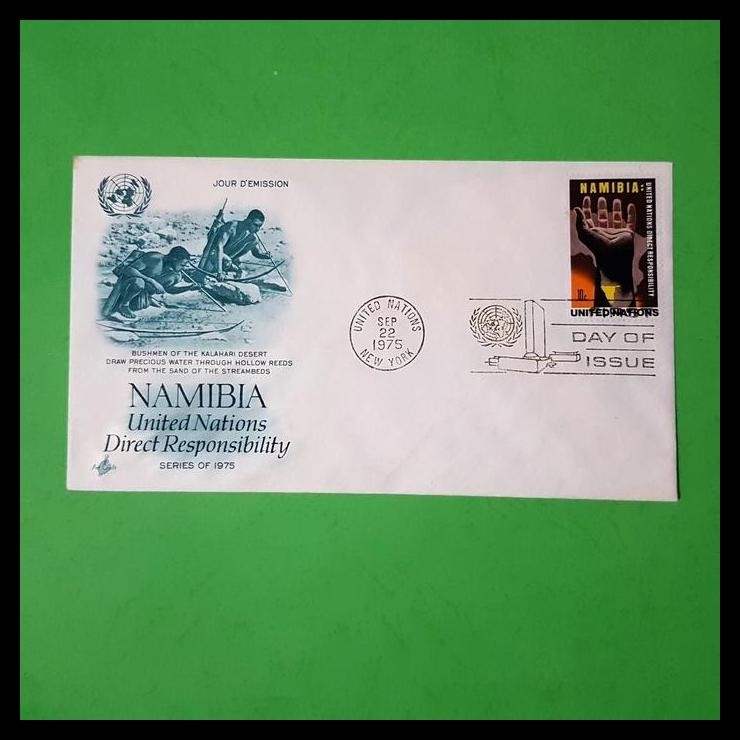 JOUR D'EMISSION
BUSHMEN OF THE KALAHARI DESERT
DRAW PRECIOUS WATER THROUGH HOLLOW REEDS
FROM THE SAND OF THE STREAMBEDS
NAMIBIA
United Nations
Direct Responsibility
SERIES OF 1975
Art Craft
UNITED NATIONS
SEP
22
1975
NEW YORK
NAMIBIA:
UNITED NATIONS DIRECT RESPONSIBILITY
10c
UNITED NATIONS
DAY OF
ISSUE